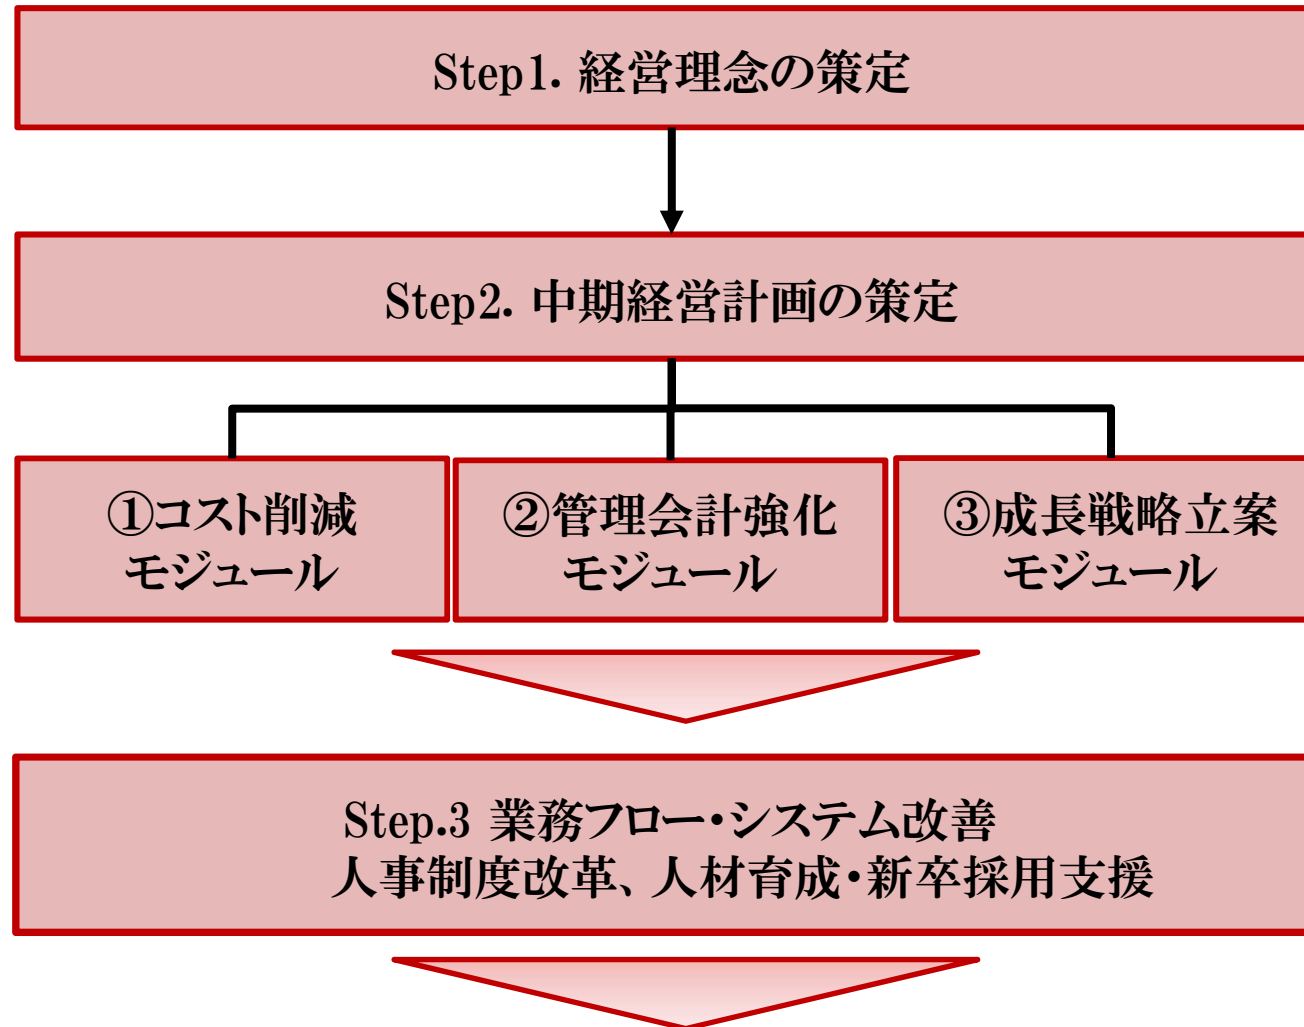 Step1. 経営理念の策定
Step2. 中期経営計画の策定
①コスト削減
モジュール
②管理会計強化
モジュール
③成長戦略立案
モジュール
Step.3 業務フロー・システム改善
人事制度改革、人材育成・新卒採用支援